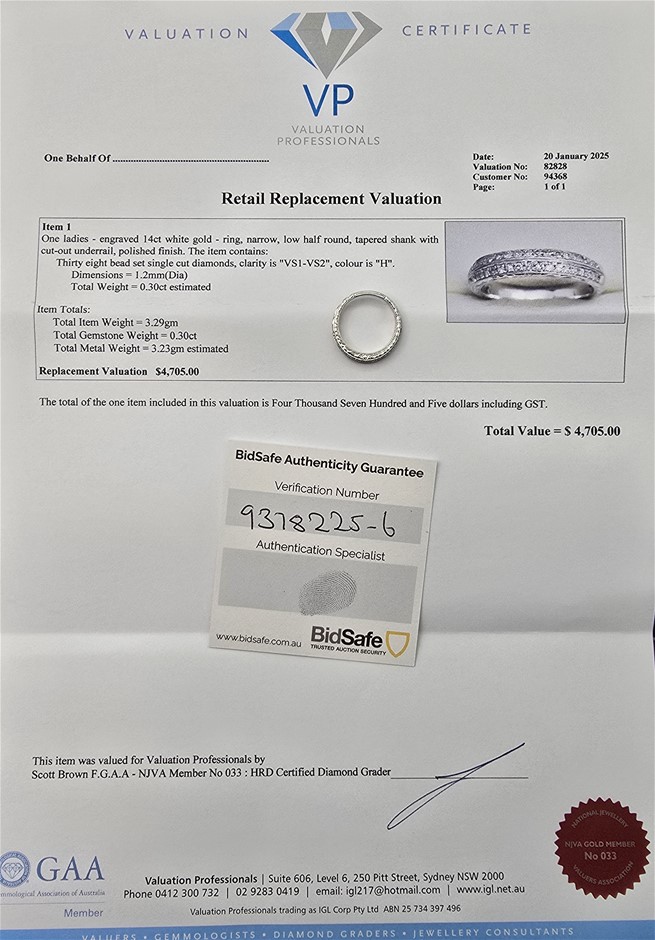 VALUATION CERTIFICATE
VP
VALUATION
PROFESSIONALS
One Behalf Of
Date: 20 January 2025
Valuation No: 82828
Customer No: 94368
Page: 1 of 1
Retail Replacement Valuation
Item 1
One ladies - engraved 14ct white gold - ring, narrow, low half round, tapered shank with
cut-out underrail, polished finish. The item contains:
Thirty eight bead set single cut diamonds, clarity is "VS1-VS2", colour is "H".
Dimensions = 1.2mm(Dia)
Total Weight = 0.30ct estimated
Item Totals:
Total Item Weight = 3.29gm
Total Gemstone Weight = 0.30ct
Total Metal Weight = 3.23gm estimated
Replacement Valuation $4,705.00
The total of the one item included in this valuation is Four Thousand Seven Hundred and Five dollars including GST.
Total Value = $ 4,705.00
BidSafe Authenticity Guarantee
Verification Number
9378225-6
Authentication Specialist
www.bidsafe.com.au
BidSafe
TRUSTED AUCTION SECURITY
This item was valued for Valuation Professionals by
Scott Brown F.G.A.A - NJVA Member No 033 : HRD Certified Diamond Grader
GAA
mmological Association of Australia
Member
NATIONAL JEWELLERY
NJVA GOLD MEMBER
No 033
VALUERS ASSOCIATION
Valuation Professionals | Suite 606, Level 6, 250 Pitt Street, Sydney NSW 2000
Phone 0412 300 732 | 02 9283 0419 | email: igl217@hotmail.com | www.igl.net.au
Valuation Professionals trading as IGL Corp Pty Ltd ABN 25 734 397 496
VALUERS • GEMMOLOGISTS • DIAMOND GRADERS • JEWELLERY CONSULTANTS